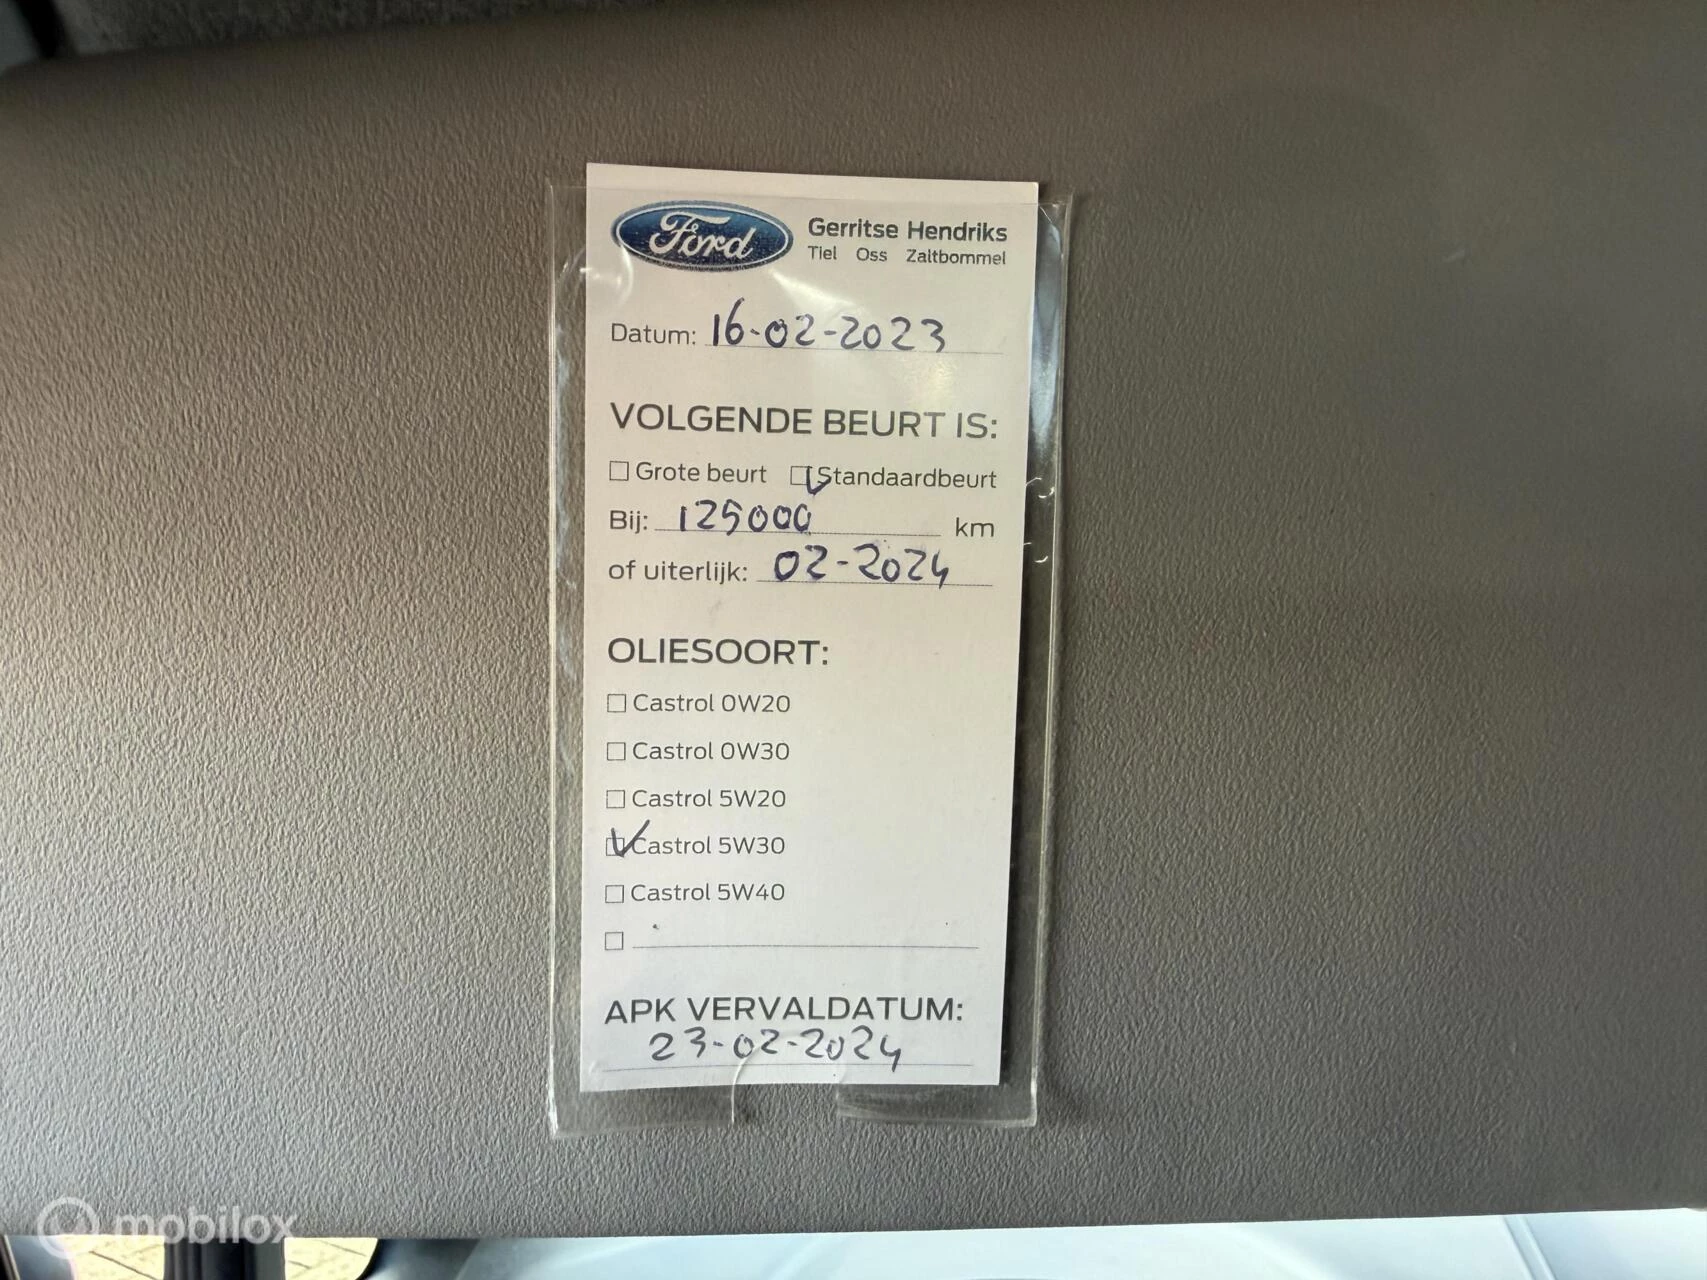 Ford
Gerritse Hendriks
Tiel Oss Zaltbommel
Datum: 16-02-2023
VOLGENDE BEURT IS:
Grote beurt Standaardbeurt
Bij: 125000 km
of uiterlijk: 02-2024
OLIESOORT:
Castrol 0W20
Castrol 0W30
Castrol 5W20
Castrol 5W30
Castrol 5W40
APK VERVALDATUM:
23-02-2024
mobilox